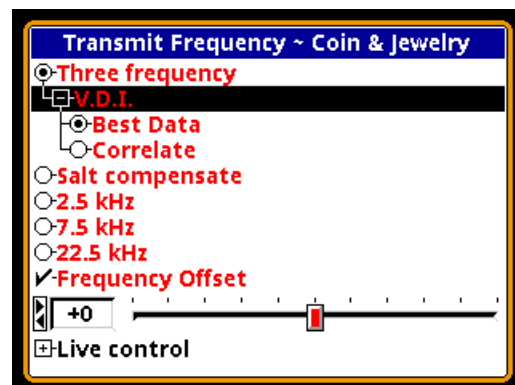 Transmit Frequency ~ Coin & Jewelry
Three frequency
V.D.I.
Best Data
Correlate
Salt compensate
2.5 kHz
7.5 kHz
22.5 kHz
Frequency Offset
+0
Live control